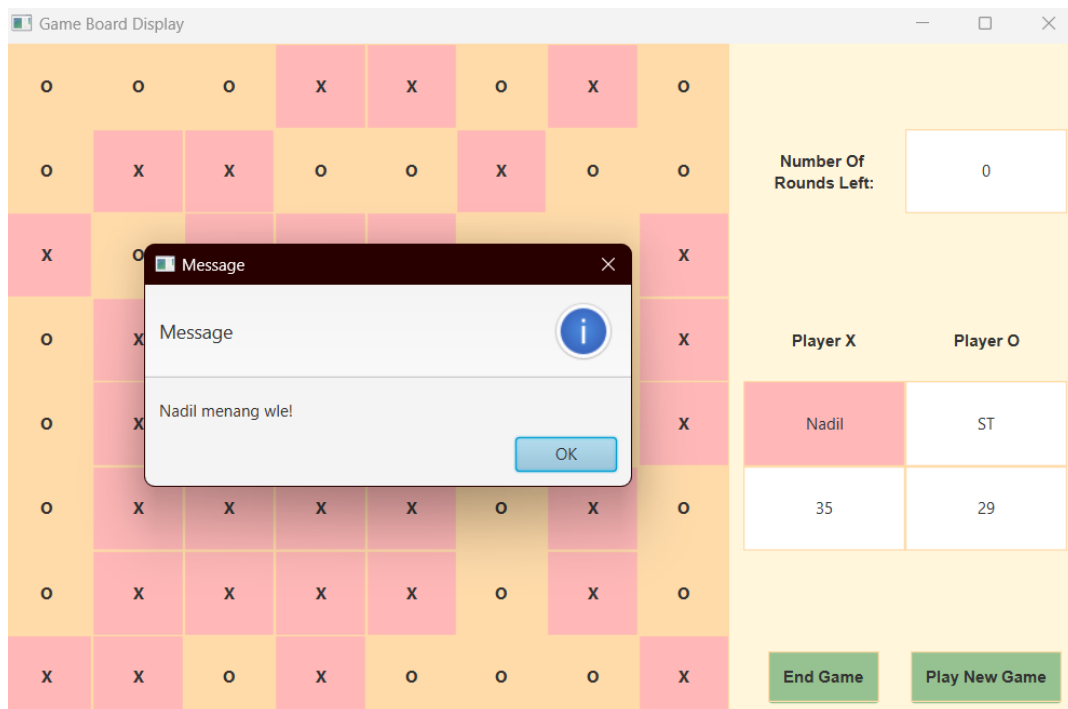 Game Board Display
O O O X X O X O
O X X O O X O O
Number Of
Rounds Left:
0
X O X
Message
Message
Nadil menang wle!
OK
O X X
O X X
O X X X X O X O
O X X X X O X O
X X O X O O O X
Player X Player O
Nadil ST
35 29
End Game Play New Game